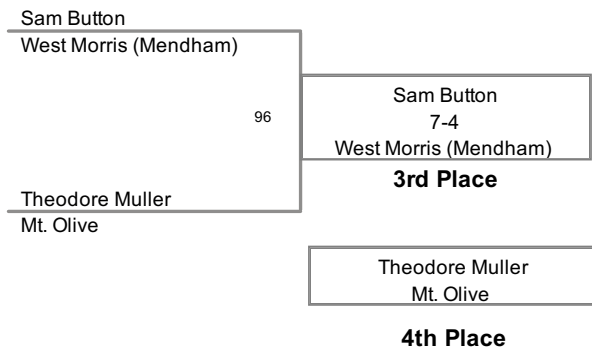 Sam Button
West Morris (Mendham)
96
Sam Button
7-4
West Morris (Mendham)
3rd Place
Theodore Muller
Mt. Olive
Theodore Muller
Mt. Olive
4th Place